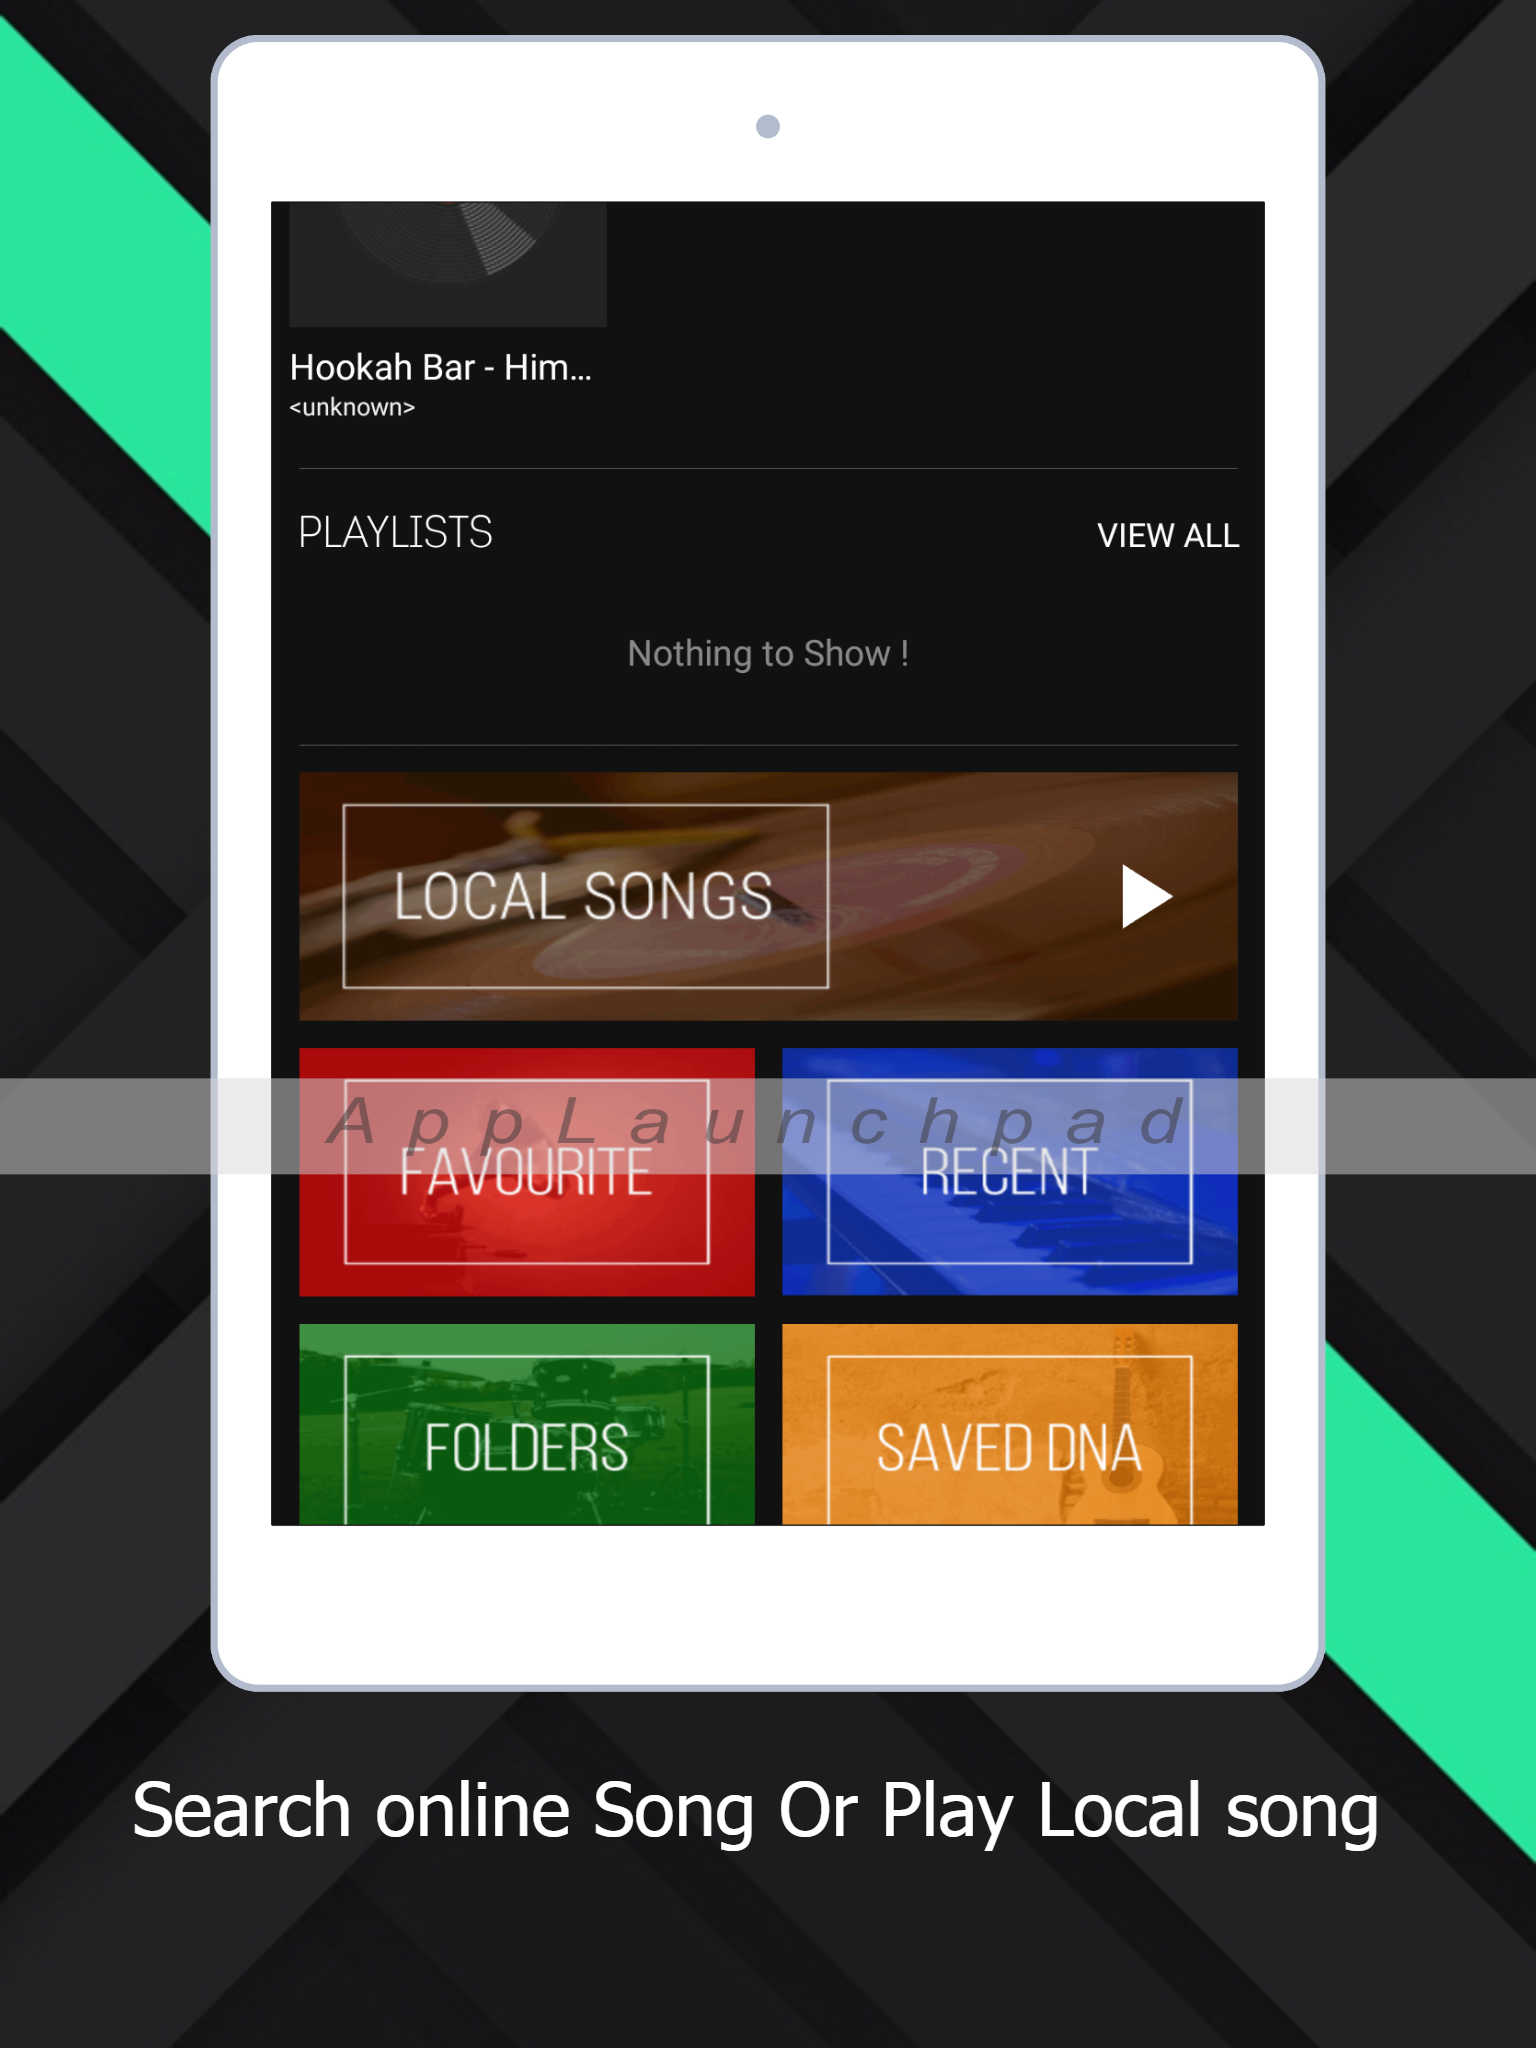 Hookah Bar - Him...
<unknown>
PLAYLISTS
VIEW ALL
Nothing to Show !
LOCAL SONGS
AppLaunchpad
FAVOURITE
RECENT
FOLDERS
SAVED DNA
Search online Song Or Play Local song